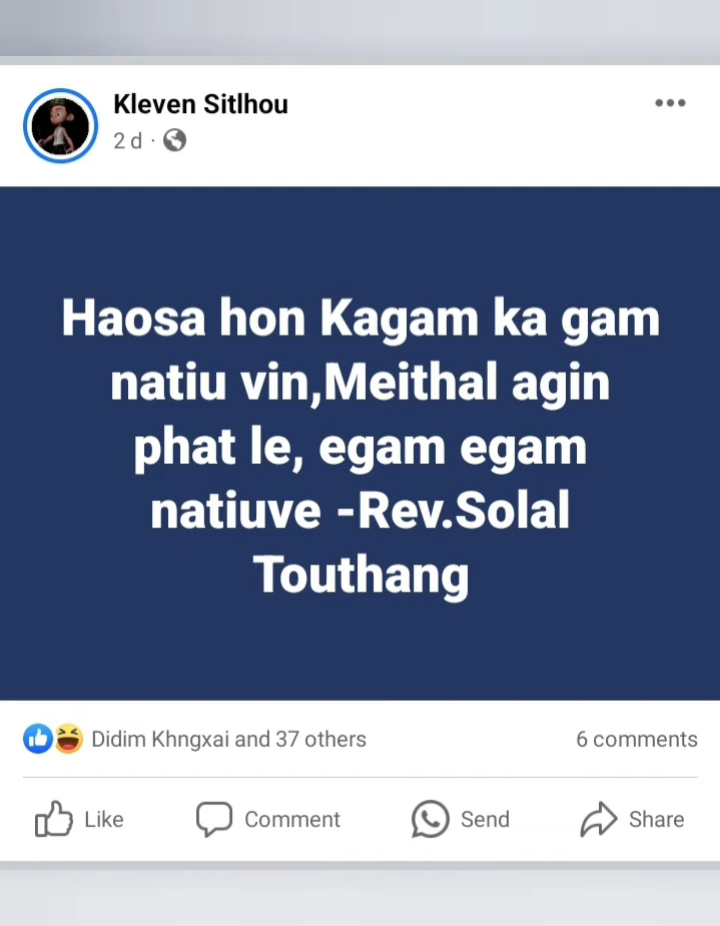 Kleven Sitlhou
2 d ·
Haosa hon Kagam ka gam
natiu vin,Meithal agin
phat le, egam egam
natiuve -Rev.Solal
Touthang
Didim Khngxai and 37 others
6 comments
Like
Comment
Send
Share